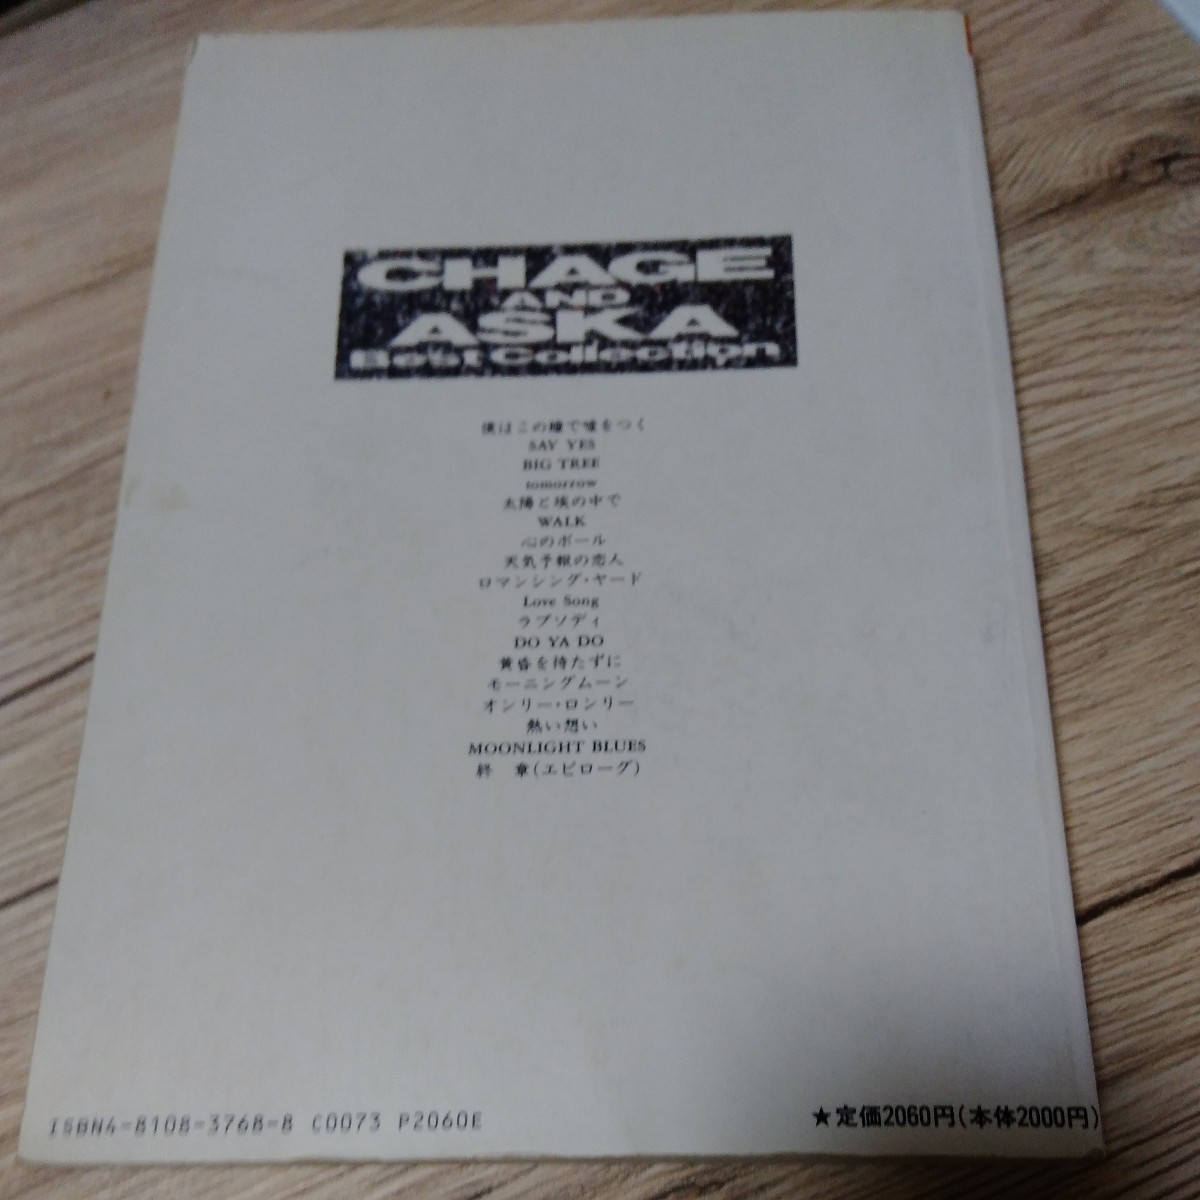 CHAGE
AND
ASKA
Best Collection
僕はこの瞳で嘘をつく
SAY YES
BIG TREE
tomorrow
太陽と埃の中で
WALK
心のボール
天気予報の恋人
ロマンシング・ヤード
Love Song
ラプソディ
DO YA DO
黄昏を待たずに
モーニングムーン
オンリー・ロンリー
熱い想い
MOONLIGHT BLUES
終　章(エピローグ)
ISBN4-8108-3768-8 C0073 P2060E
★定価2060円(本体2000円)